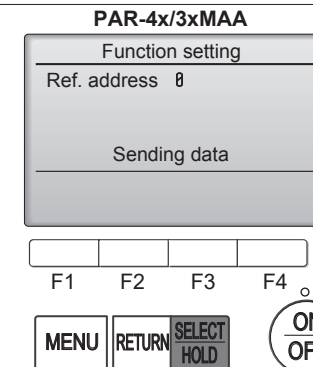 PAR-4x/3xMAA
Function setting
Ref. address 0
Sending data
F1 F2 F3 F4
MENU RETURN SELECT HOLD